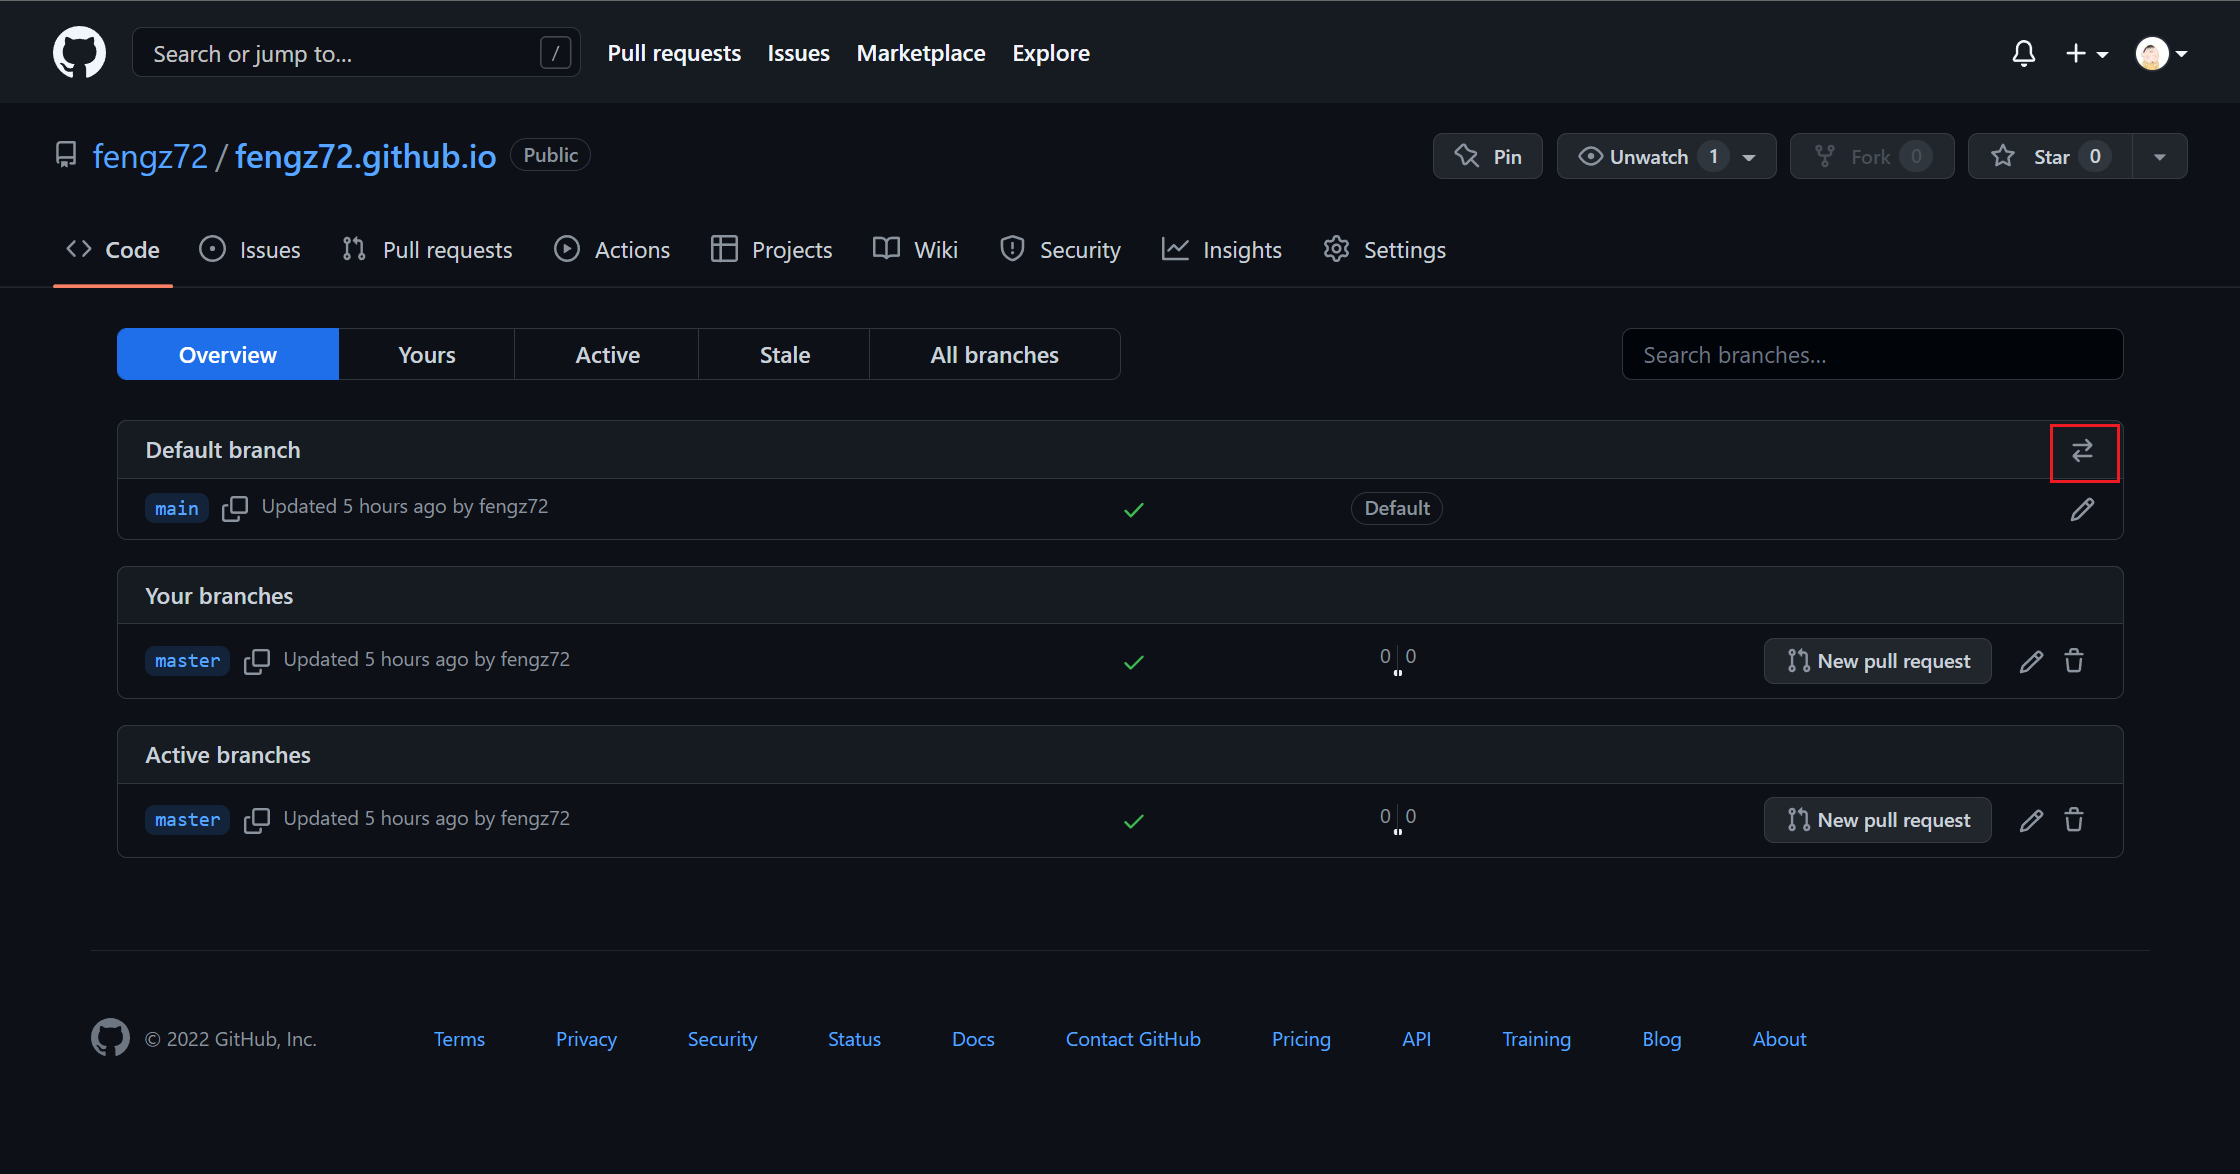 Search or jump to... / Pull requests Issues Marketplace Explore
fengz72 / fengz72.github.io Public Pin Unwatch 1 Fork 0 Star 0
Code Issues Pull requests Actions Projects Wiki Security Insights Settings
Overview Yours Active Stale All branches Search branches...
Default branch
main Updated 5 hours ago by fengz72 Default
Your branches
master Updated 5 hours ago by fengz72 0 0 New pull request
Active branches
master Updated 5 hours ago by fengz72 0 0 New pull request
© 2022 GitHub, Inc. Terms Privacy Security Status Docs Contact GitHub Pricing API Training Blog About